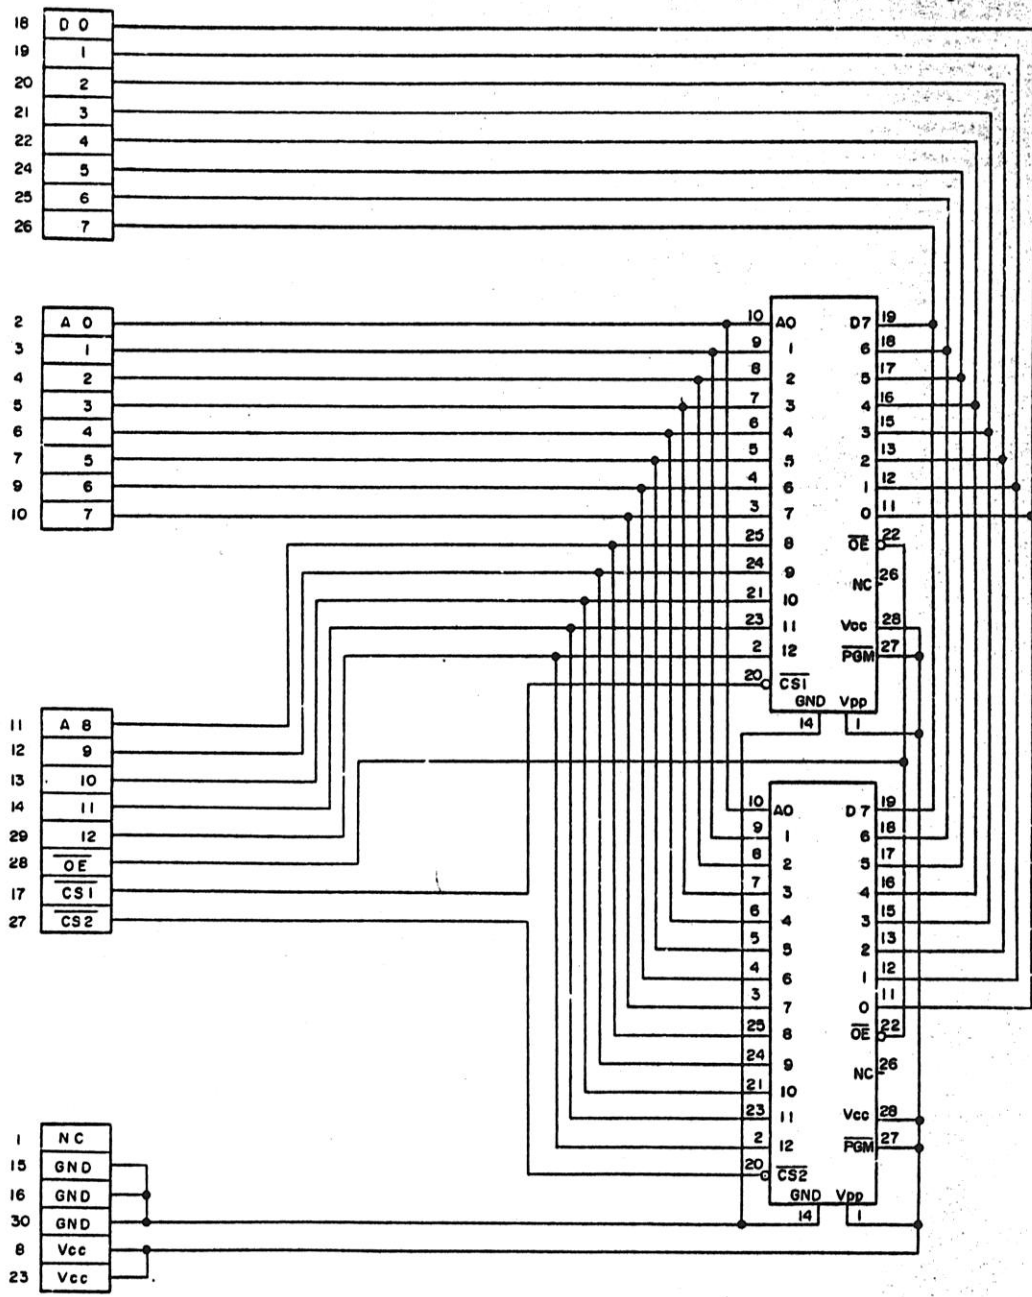 18 D 0
19 1
20 2
21 3
22 4
24 5
25 6
26 7
2 A 0
3 1
4 2
5 3
6 4
7 5
9 6
10 7
11 A 8
12 9
13 10
14 11
29 12
28 OE
17 CS1
27 CS2
1 NC
15 GND
16 GND
30 GND
8 Vcc
23 Vcc
10 A0 D7 19
9 1 6 18
8 2 5 17
7 3 4 16
6 4 3 15
5 5 2 13
4 6 1 12
3 7 0 11
25 8 OE 22
24 9 NC 26
21 10
23 11 Vcc 28
2 12 PGM 27
20 CS1
GND Vpp
14 1
10 A0 D7 19
9 1 6 18
8 2 5 17
7 3 4 16
6 4 3 15
5 5 2 13
4 6 1 12
3 7 0 11
25 8 OE 22
24 9 NC 26
21 10
23 11 Vcc 28
2 12 PGM 27
20 CS2
GND Vpp
14 1